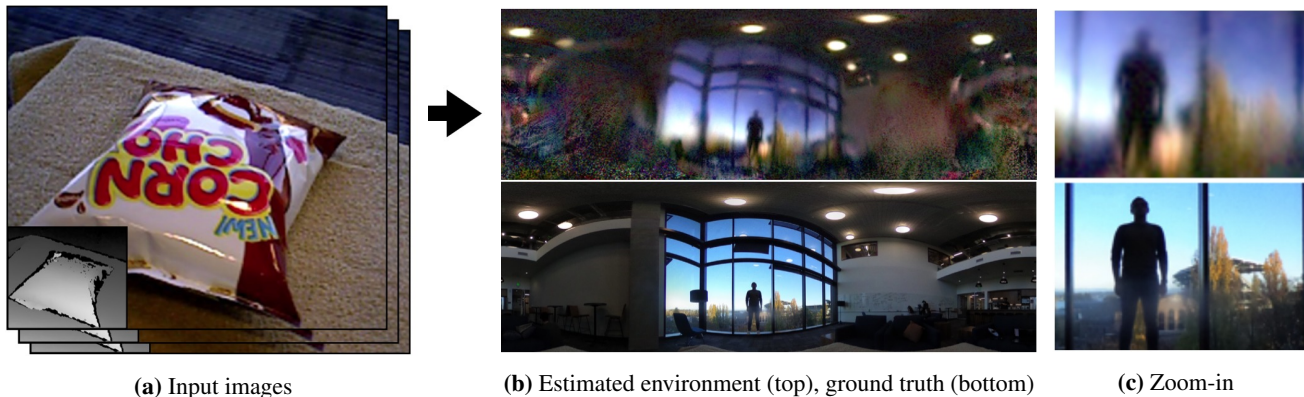 CHO
CORN
NEW!
(a) Input images
(b) Estimated environment (top), ground truth (bottom)
(c) Zoom-in